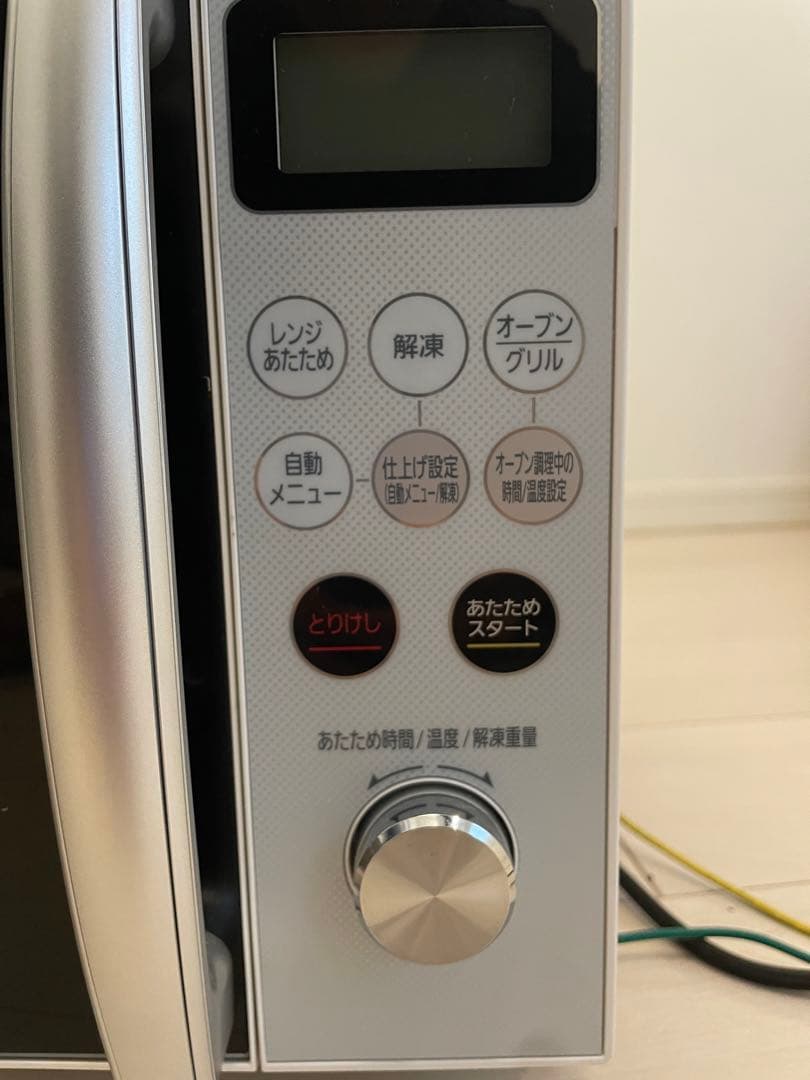 レンジ
あたため
解凍
オーブン
グリル
自動
メニュー
仕上げ設定
(自動メニュー/解凍)
オーブン調理中の
時間/温度設定
とりけし
あたため
スタート
あたため時間/温度/解凍重量